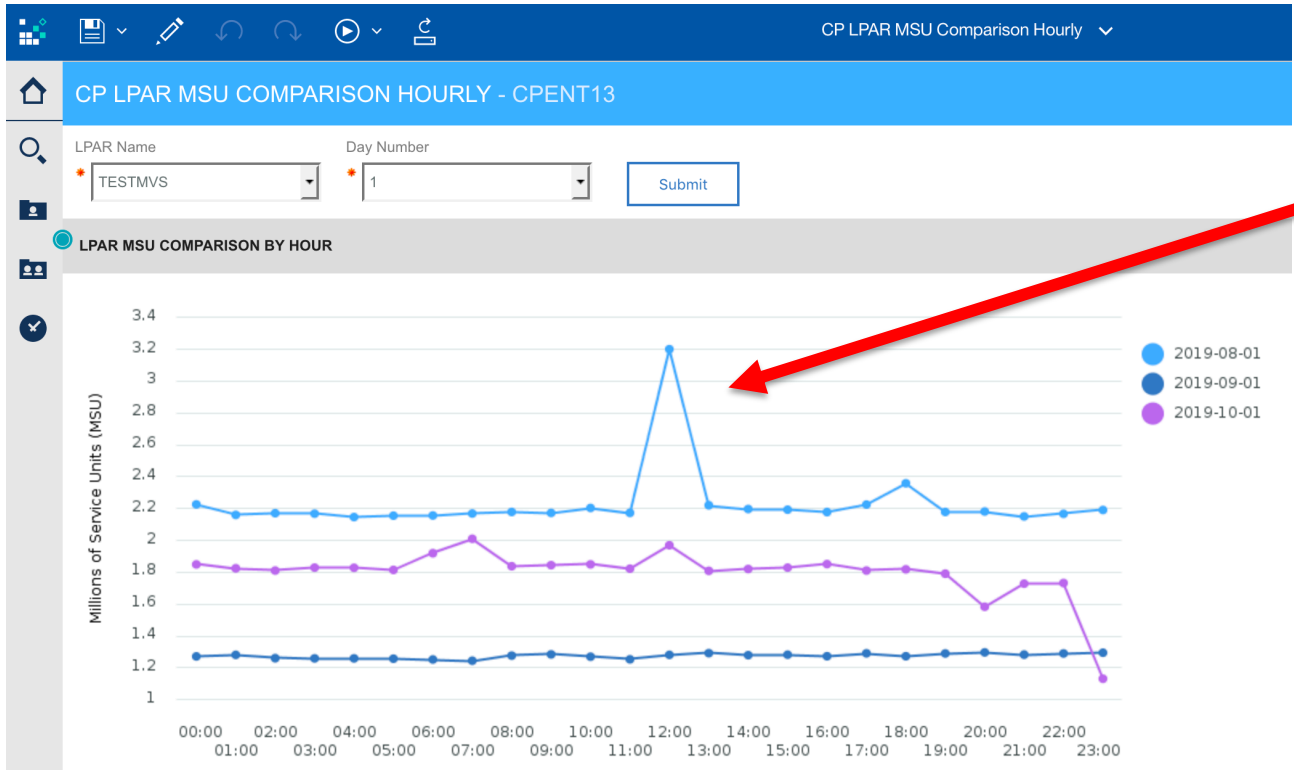 CP LPAR MSU Comparison Hourly
CP LPAR MSU COMPARISON HOURLY - CPENT13
LPAR Name Day Number
* TESTMVS * 1 Submit
LPAR MSU COMPARISON BY HOUR
Millions of Service Units (MSU)
3.4
3.2
3
2.8
2.6
2.4
2.2
2
1.8
1.6
1.4
1.2
1
00:00 02:00 04:00 06:00 08:00 10:00 12:00 14:00 16:00 18:00 20:00 22:00
01:00 03:00 05:00 07:00 09:00 11:00 13:00 15:00 17:00 19:00 21:00 23:00
2019-08-01
2019-09-01
2019-10-01